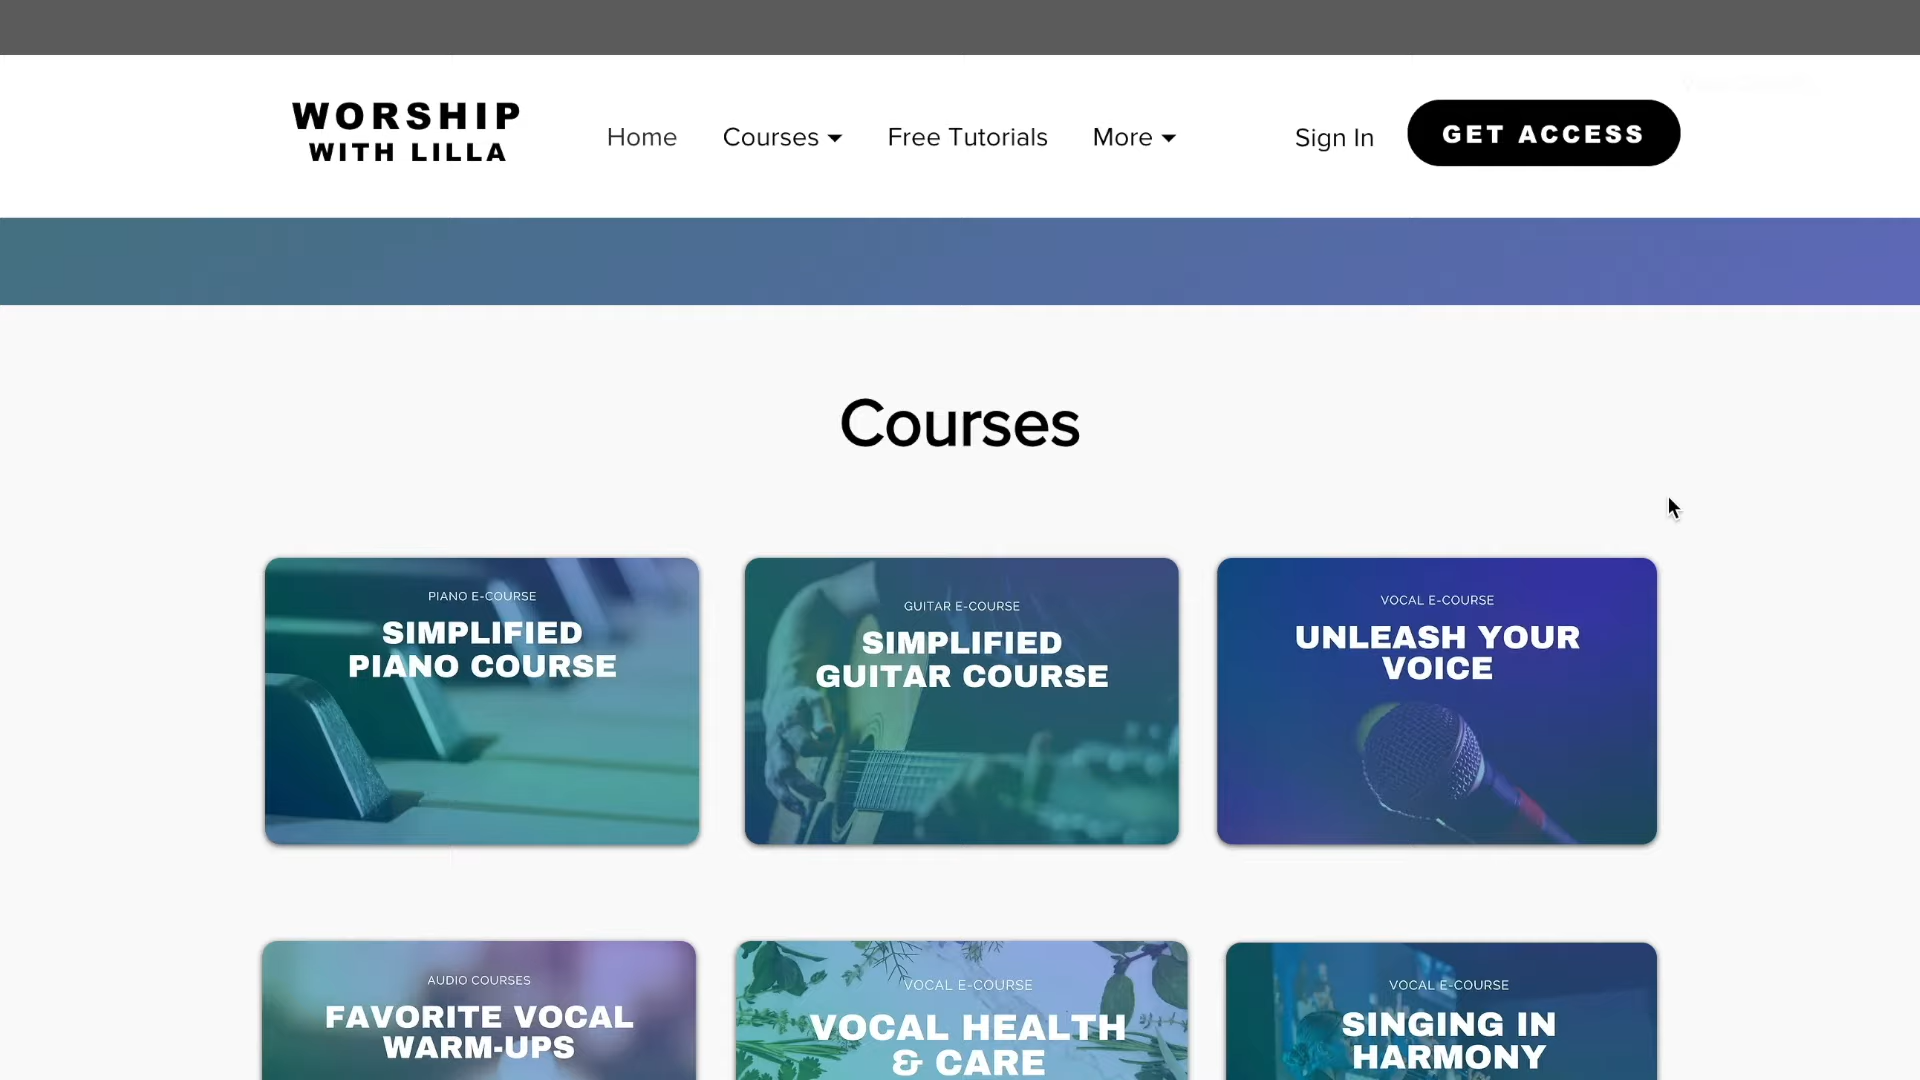 WORSHIP
WITH LILLA
Home
Courses
Free Tutorials
More
Sign In
GET ACCESS
Courses
PIANO E-COURSE
SIMPLIFIED
PIANO COURSE
GUITAR E-COURSE
SIMPLIFIED
GUITAR COURSE
VOCAL E-COURSE
UNLEASH YOUR
VOICE
AUDIO COURSES
FAVORITE VOCAL
WARM-UPS
VOCAL E-COURSE
VOCAL HEALTH
& CARE
VOCAL E-COURSE
SINGING IN
HARMONY